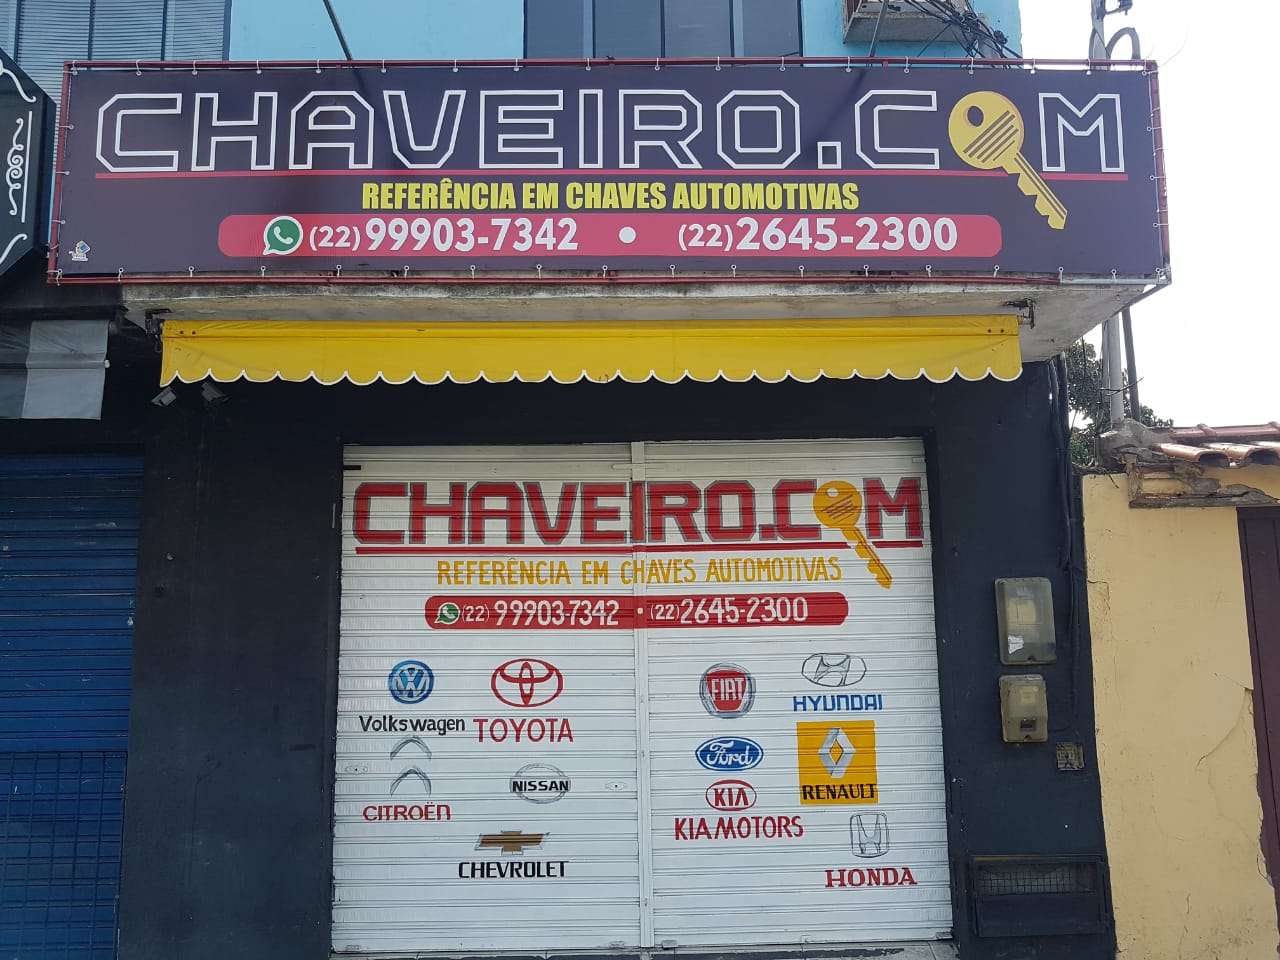 CHAVEIRO.COM
REFERÊNCIA EM CHAVES AUTOMOTIVAS
(22)99903-7342 • (22)2645-2300
CHAVEIRO.COM
REFERÊNCIA EM CHAVES AUTOMOTIVAS
(22) 99903-7342 • (22)2645-2300
Volkswagen
TOYOTA
FIAT
HYUNDAI
CITROËN
NISSAN
Ford
RENAULT
KIA
KIA MOTORS
CHEVROLET
HONDA